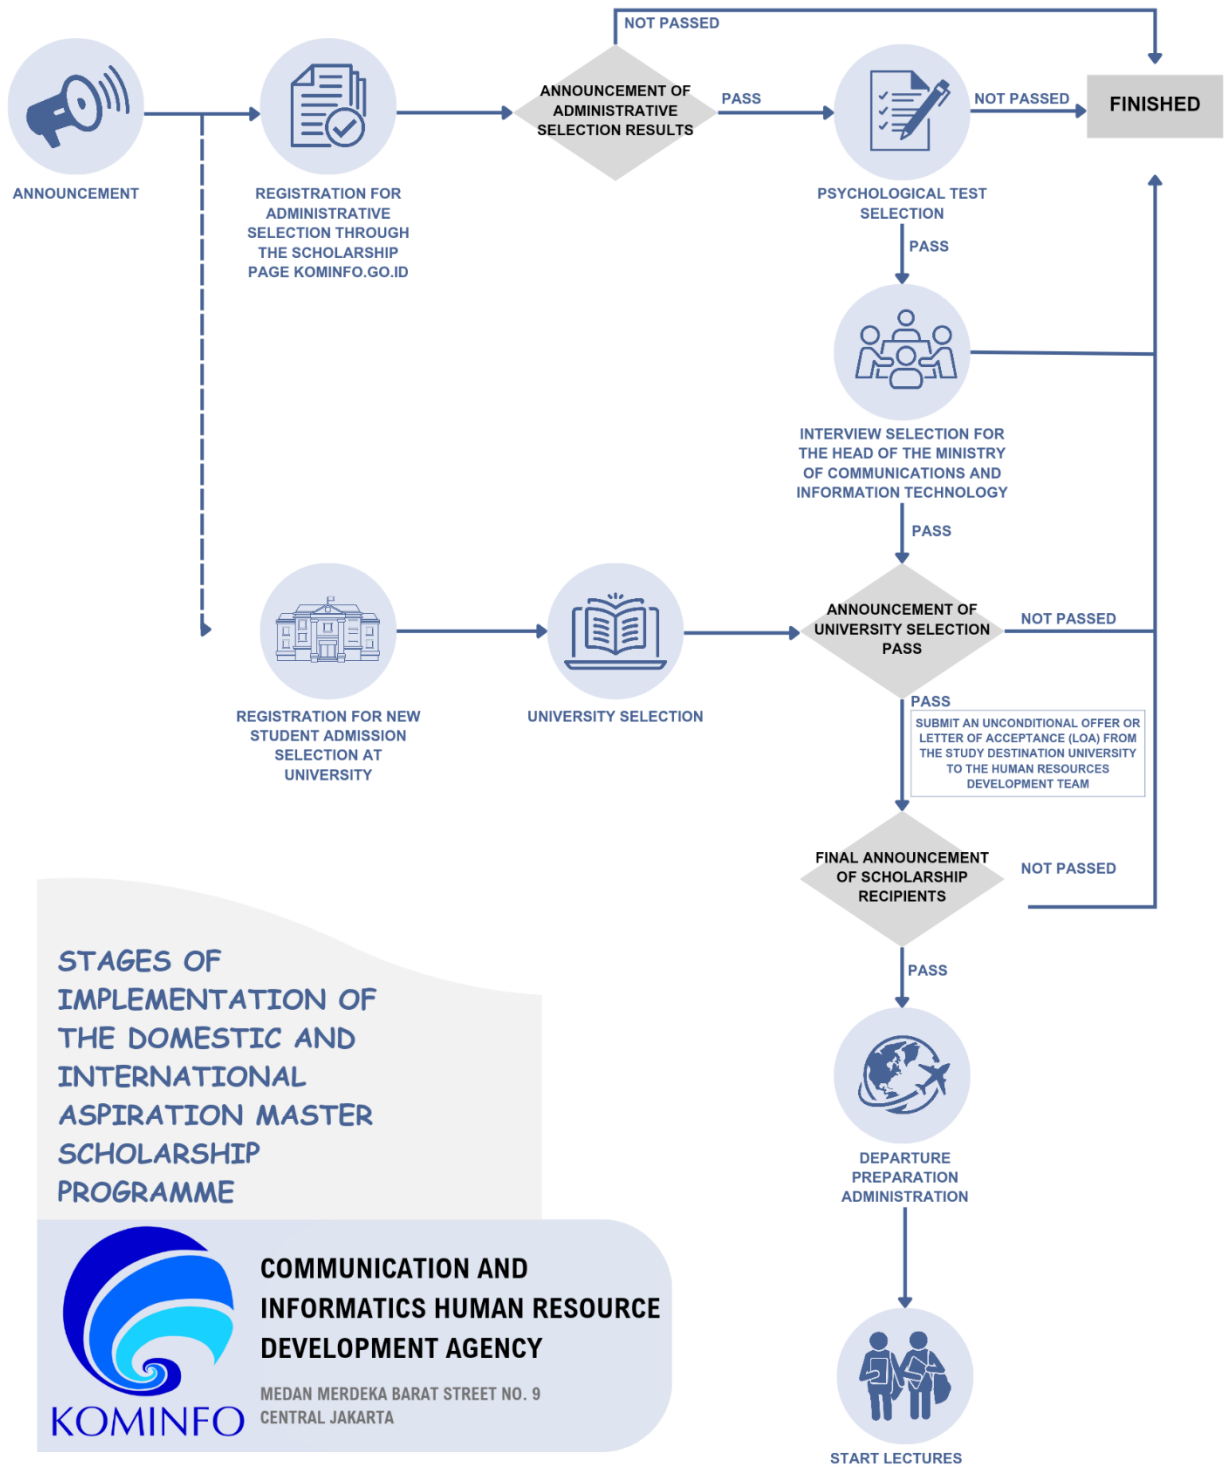 NOT PASSED
ANNOUNCEMENT
REGISTRATION FOR
ADMINISTRATIVE
SELECTION THROUGH
THE SCHOLARSHIP
PAGE KOMINFO.GO.ID
ANNOUNCEMENT OF
ADMINISTRATIVE
SELECTION RESULTS
PASS
PSYCHOLOGICAL TEST
SELECTION
NOT PASSED
FINISHED
PASS
INTERVIEW SELECTION FOR
THE HEAD OF THE MINISTRY
OF COMMUNICATIONS AND
INFORMATION TECHNOLOGY
PASS
REGISTRATION FOR NEW
STUDENT ADMISSION
SELECTION AT
UNIVERSITY
UNIVERSITY SELECTION
ANNOUNCEMENT OF
UNIVERSITY SELECTION
PASS
NOT PASSED
PASS
SUBMIT AN UNCONDITIONAL OFFER OR
LETTER OF ACCEPTANCE (LOA) FROM
THE STUDY DESTINATION UNIVERSITY
TO THE HUMAN RESOURCES
DEVELOPMENT TEAM
FINAL ANNOUNCEMENT
OF SCHOLARSHIP
RECIPIENTS
NOT PASSED
PASS
DEPARTURE
PREPARATION
ADMINISTRATION
START LECTURES
STAGES OF
IMPLEMENTATION OF
THE DOMESTIC AND
INTERNATIONAL
ASPIRATION MASTER
SCHOLARSHIP
PROGRAMME
KOMINFO
COMMUNICATION AND
INFORMATICS HUMAN RESOURCE
DEVELOPMENT AGENCY
MEDAN MERDEKA BARAT STREET NO. 9
CENTRAL JAKARTA